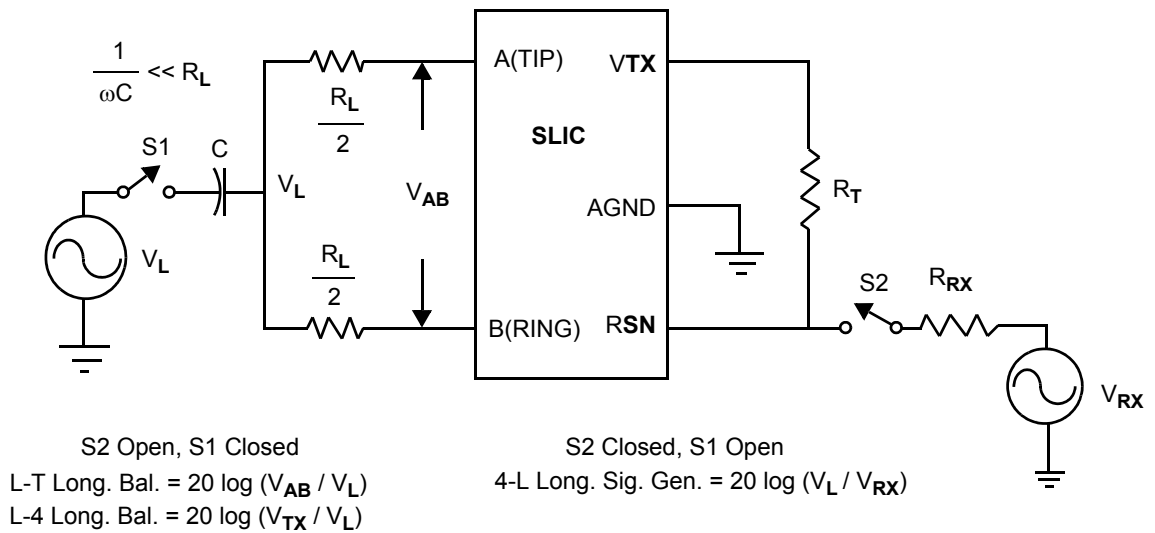 1
ωC
<< RL
RL
2
A(TIP)
VTX
SLIC
S1
C
VL
VAB
RT
AGND
VL
RL
2
S2
RRX
B(RING)
RSN
VRX
S2 Open, S1 Closed
L-T Long. Bal. = 20 log (VAB / VL)
L-4 Long. Bal. = 20 log (VTX / VL)
S2 Closed, S1 Open
4-L Long. Sig. Gen. = 20 log (VL / VRX)